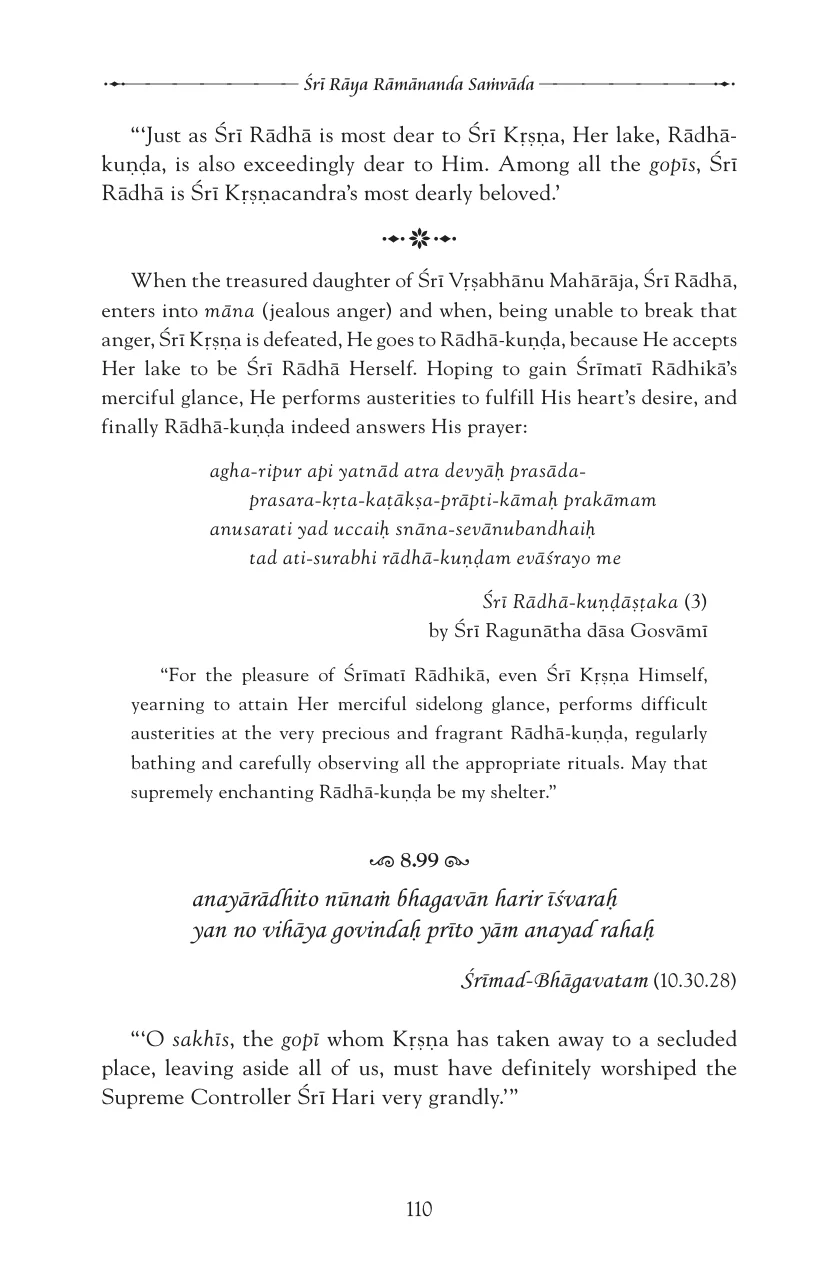 Śrī Rāya Rāmānanda Saṁvāda
“‘Just as Śrī Rādhā is most dear to Śrī Kṛṣṇa, Her lake, Rādhā-
kuṇḍa, is also exceedingly dear to Him. Among all the gopīs, Śrī
Rādhā is Śrī Kṛṣṇacandra’s most dearly beloved.’
When the treasured daughter of Śrī Vṛṣabhānu Mahārāja, Śrī Rādhā,
enters into māna (jealous anger) and when, being unable to break that
anger, Śrī Kṛṣṇa is defeated, He goes to Rādhā-kuṇḍa, because He accepts
Her lake to be Śrī Rādhā Herself. Hoping to gain Śrīmatī Rādhikā’s
merciful glance, He performs austerities to fulfill His heart’s desire, and
finally Rādhā-kuṇḍa indeed answers His prayer:
agha-ripur api yatnād atra devyāḥ prasāda-
prasara-kṛta-kaṭākṣa-prāpti-kāmaḥ prakāmam
anusarati yad uccaiḥ snāna-sevānubandhaiḥ
tad ati-surabhi rādhā-kuṇḍam evāśrayo me
Śrī Rādhā-kuṇḍāṣṭaka (3)
by Śrī Ragunātha dāsa Gosvāmī
“For the pleasure of Śrīmatī Rādhikā, even Śrī Kṛṣṇa Himself,
yearning to attain Her merciful sidelong glance, performs difficult
austerities at the very precious and fragrant Rādhā-kuṇḍa, regularly
bathing and carefully observing all the appropriate rituals. May that
supremely enchanting Rādhā-kuṇḍa be my shelter.”
8.99
anayārādhito nūnaṁ bhagavān harir īśvaraḥ
yan no vihāya govindaḥ prīto yām anayad rahaḥ
Śrīmad-Bhāgavatam (10.30.28)
“‘O sakhīs, the gopī whom Kṛṣṇa has taken away to a secluded
place, leaving aside all of us, must have definitely worshiped the
Supreme Controller Śrī Hari very grandly.’”
110